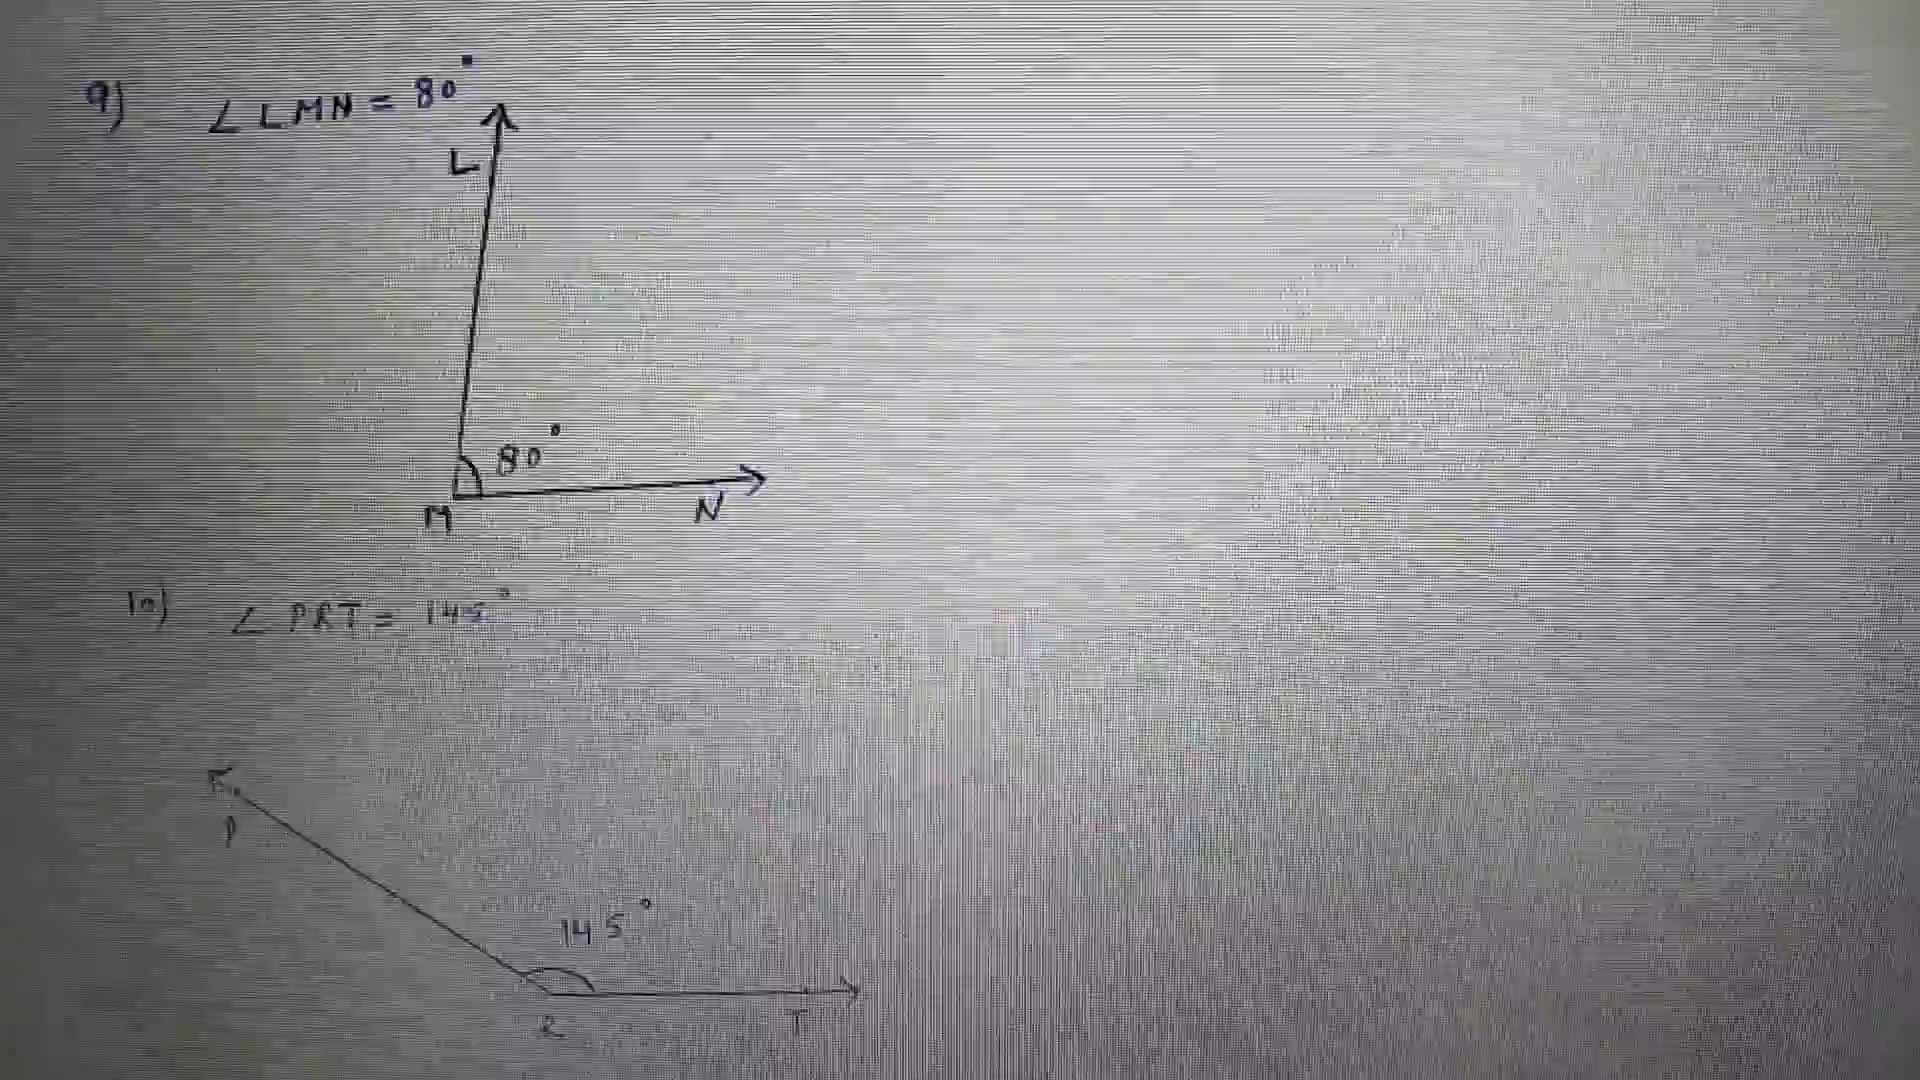 9) ∠LMN = 80°
L
80°
M
N
10) ∠PRT = 145°
P
145°
R
T